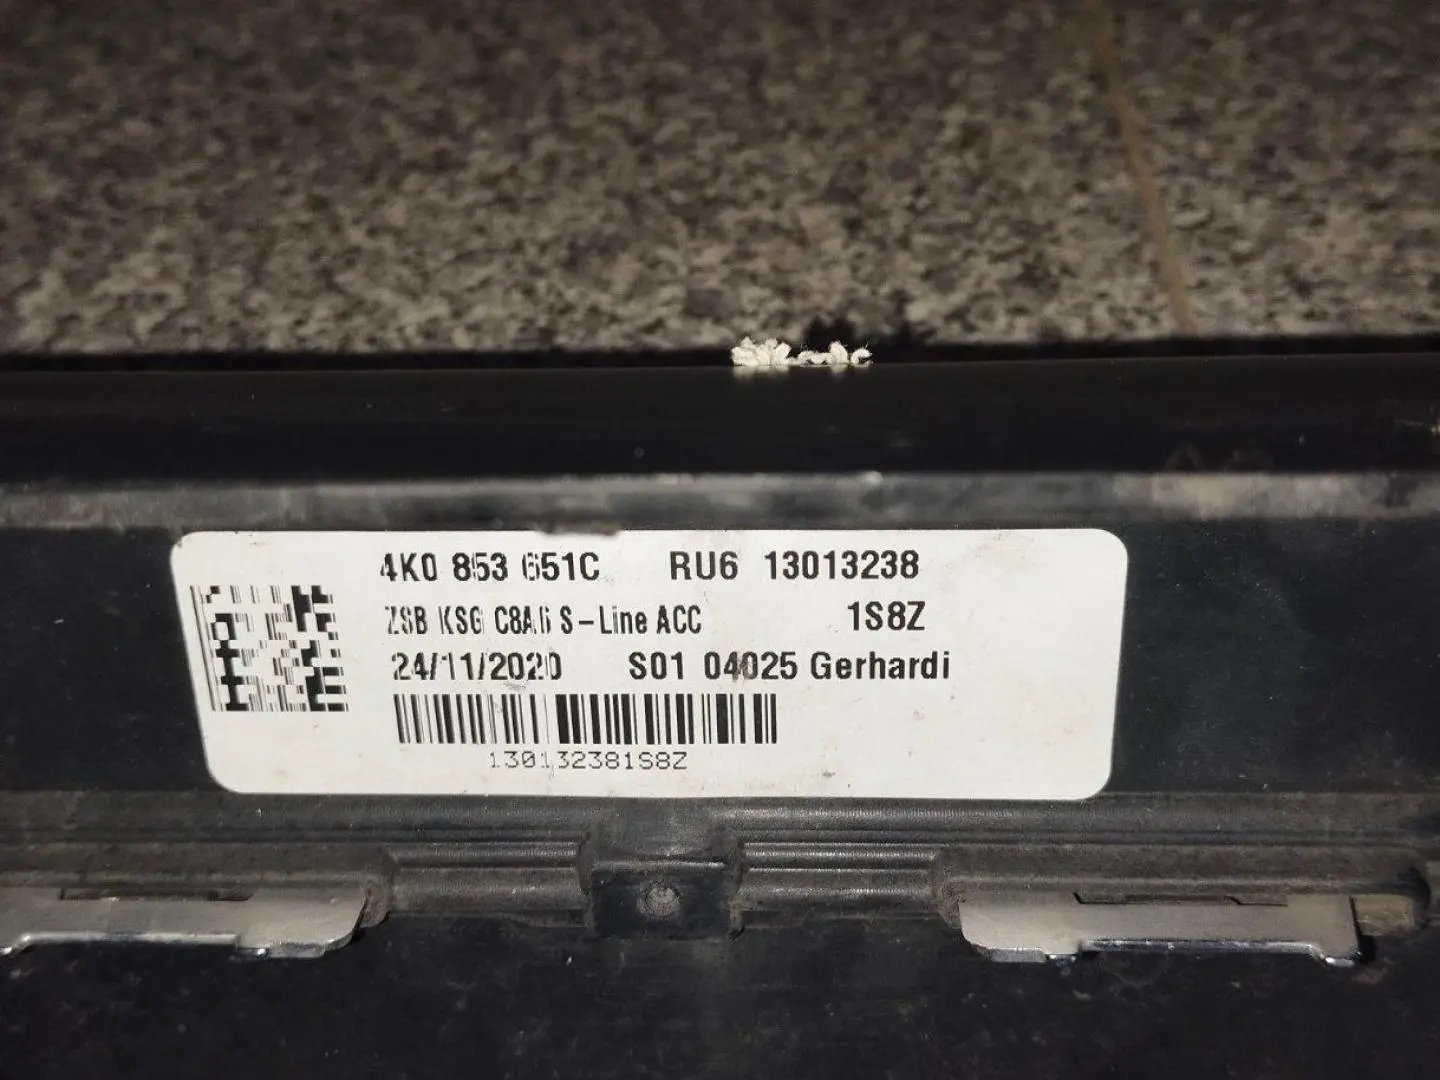 4K0 853 651C RU6 13013238
ZSB KSG C8A6 S-Line ACC 1S8Z
24/11/2020 S01 04025 Gerhardi
130132381S8Z